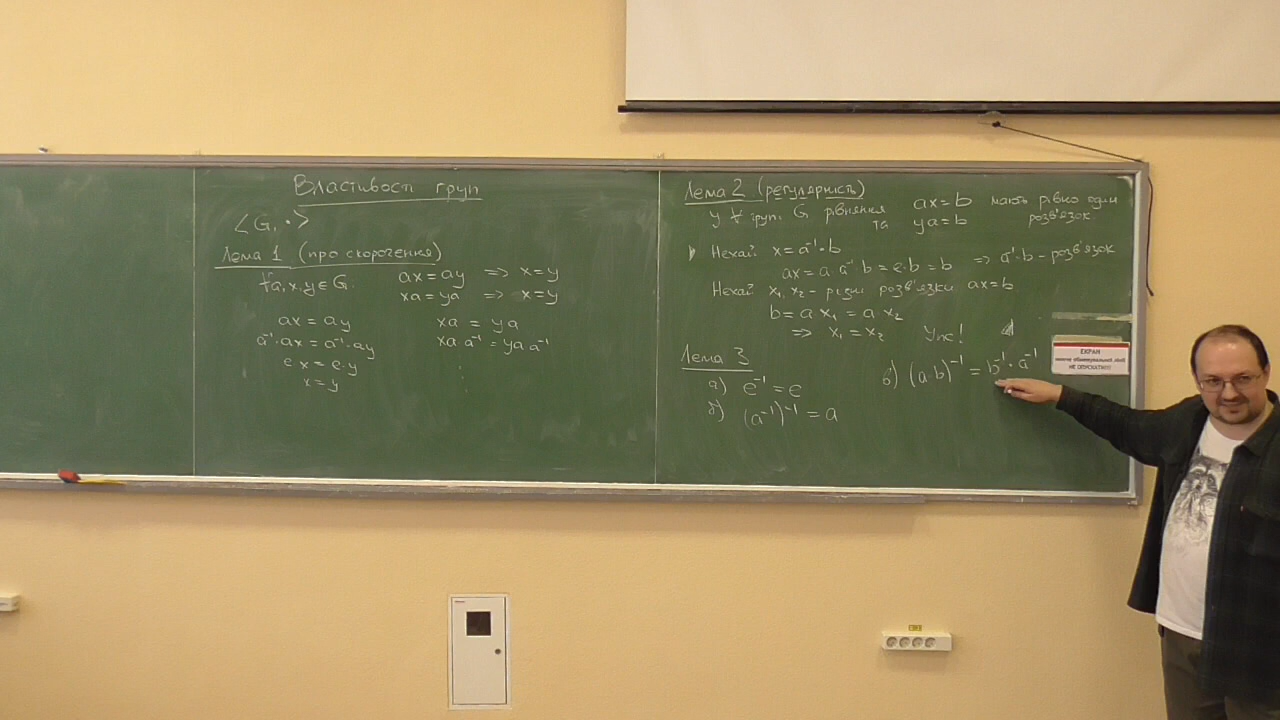 Властивості груп
⟨G, ·⟩
Лема 1 (про скорочення)
∀a, x, y ∈ G: ax = ay => x = y
xa = ya => x = y
ax = ay
a⁻¹·ax = a⁻¹·ay
e x = e·y
x = y
xa = ya
xa a⁻¹ = ya a⁻¹
⋮
Лема 2 (регулярність)
У ∀ груп. G рівняння ax = b та ya = b мають рівно один розв'язок.
Нехай x = a⁻¹·b
ax = a·a⁻¹·b = e·b = b => a⁻¹·b - розв'язок
Нехай x₁, x₂ - різні розв'язки ax = b
b = a·x₁ = a·x₂
=> x₁ = x₂ Упс!
Лема 3
а) e⁻¹ = e
б) (a⁻¹)⁻¹ = a
в) (a·b)⁻¹ = b⁻¹·a⁻¹
ЕКРАН
НЕ ОПУСКАТИ!!!